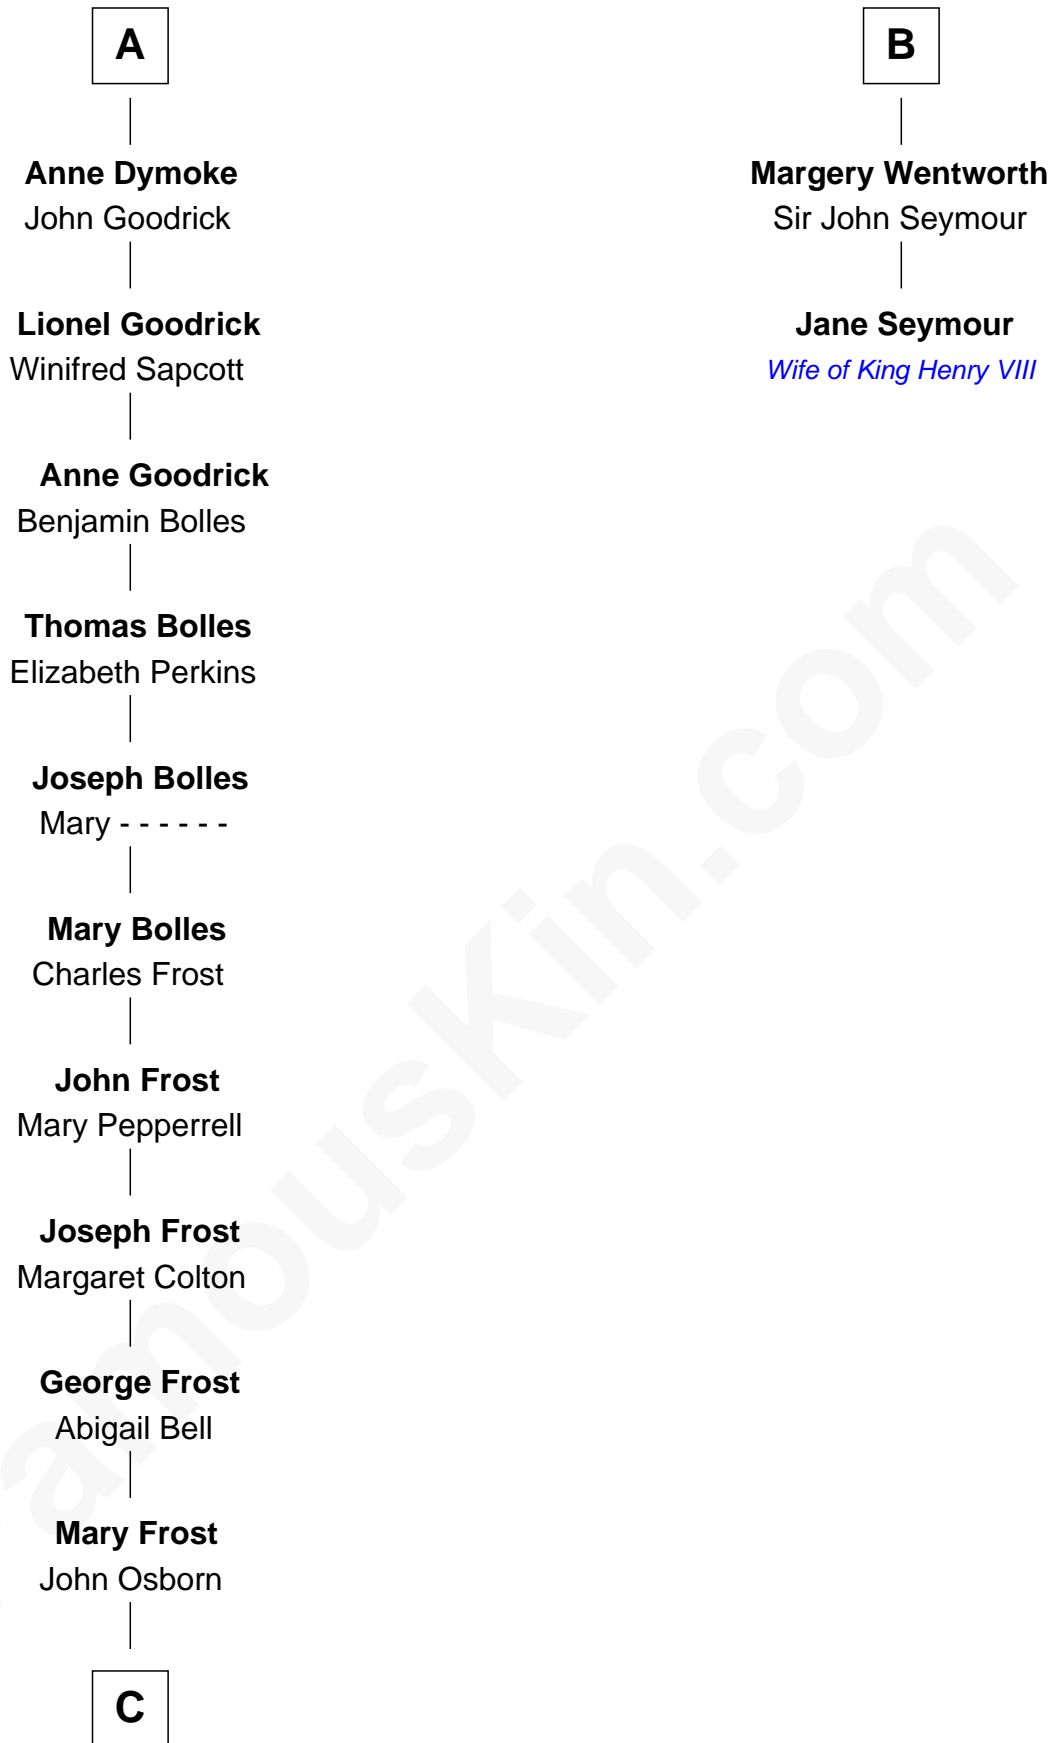 A
Anne Dymoke
John Goodrick
Lionel Goodrick
Winifred Sapcott
Anne Goodrick
Benjamin Bolles
Thomas Bolles
Elizabeth Perkins
Joseph Bolles
Mary - - - - - -
Mary Bolles
Charles Frost
John Frost
Mary Pepperrell
Joseph Frost
Margaret Colton
George Frost
Abigail Bell
Mary Frost
John Osborn
C
B
Margery Wentworth
Sir John Seymour
Jane Seymour
Wife of King Henry VIII
amouskin.com